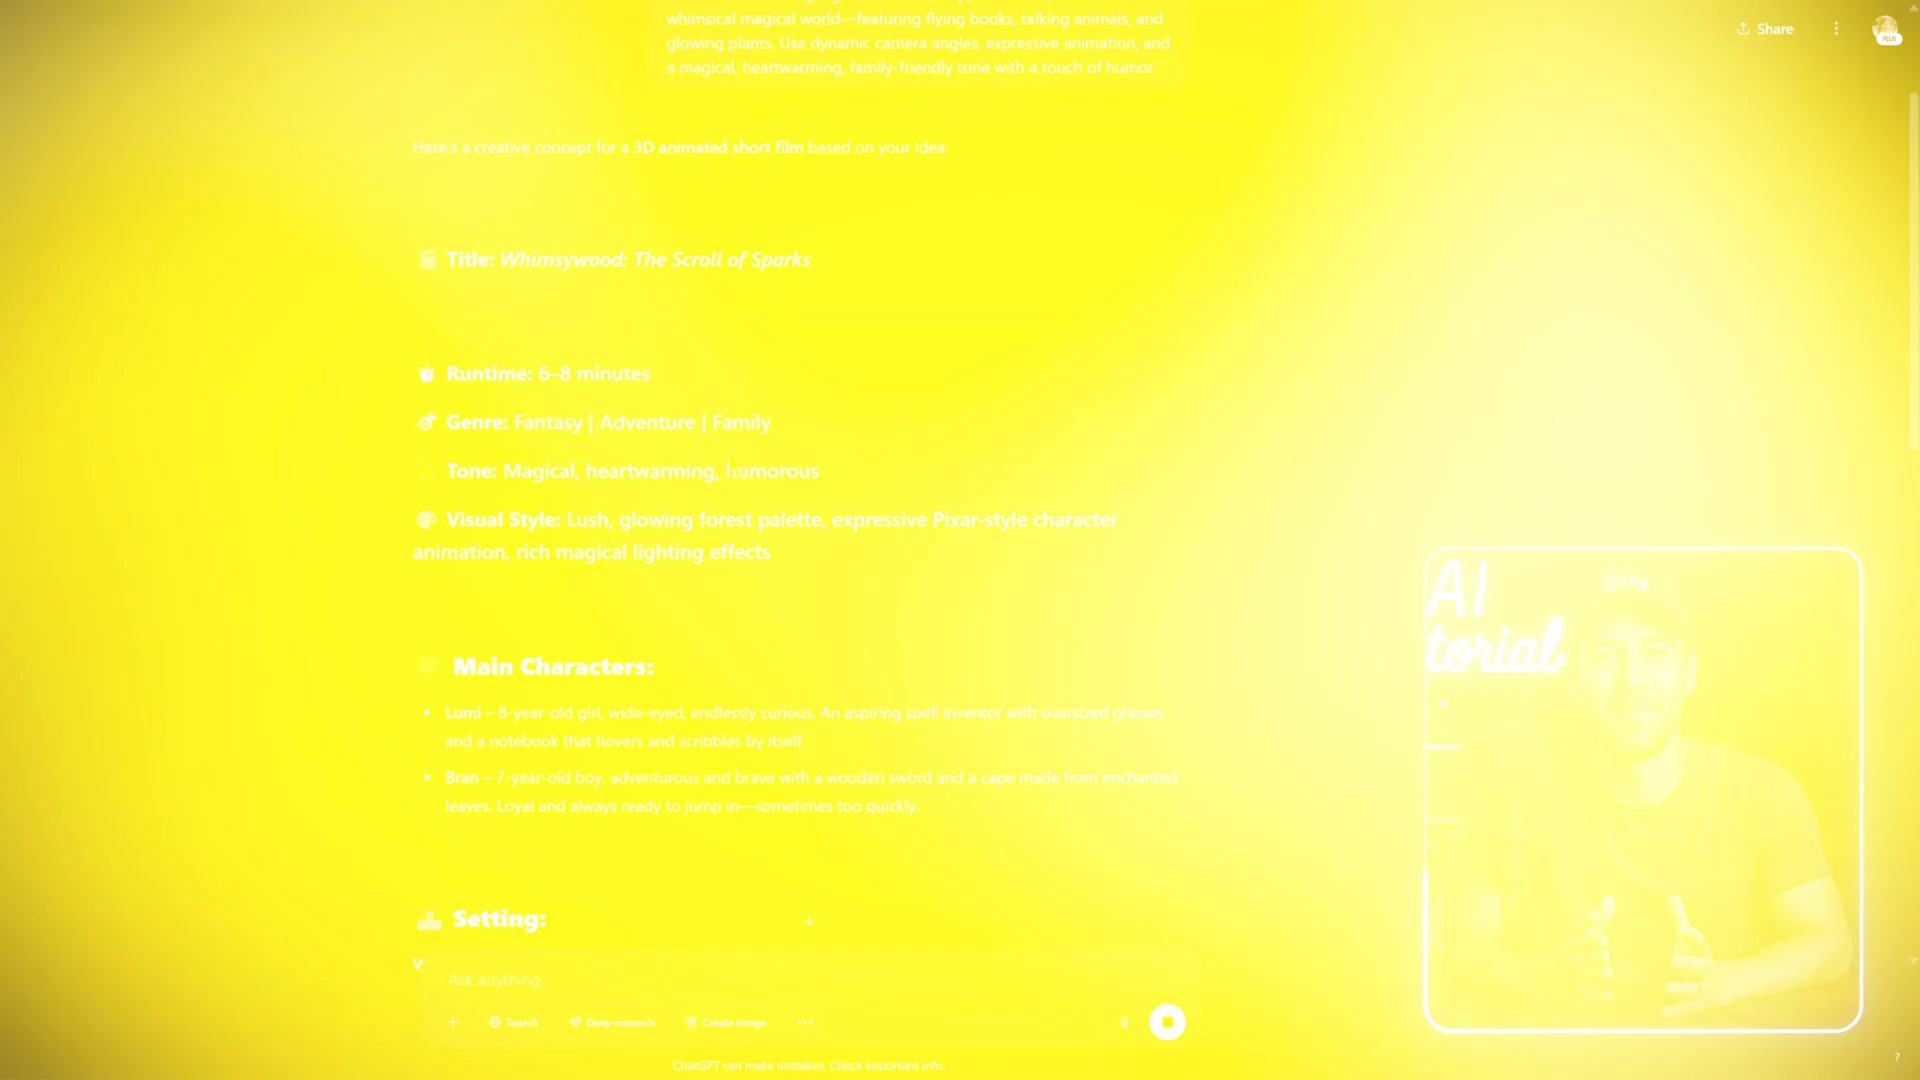 whimsical magical world—featuring flying books, talking animals, and
glowing plants. Use dynamic camera angles, expressive animation, and
a magical, heartwarming, family-friendly tone with a touch of humor.
Share
PLUS
Here's a creative concept for a 3D animated short film based on your idea:
Title: Whimsywood: The Scroll of Sparks
Runtime: 6–8 minutes
Genre: Fantasy | Adventure | Family
Tone: Magical, heartwarming, humorous
Visual Style: Lush, glowing forest palette, expressive Pixar-style character
animation, rich magical lighting effects
Main Characters:
• Lumi – 8-year-old girl, wide-eyed, endlessly curious. An aspiring spell inventor with oversized glasses
and a notebook that hovers and scribbles by itself.
• Bran – 7-year-old boy, adventurous and brave with a wooden sword and a cape made from enchanted
leaves. Loyal and always ready to jump in—sometimes too quickly.
Setting:
Ask anything
Search
Deep research
Create image
ChatGPT can make mistakes. Check important info.
?
AI
torial
Gary